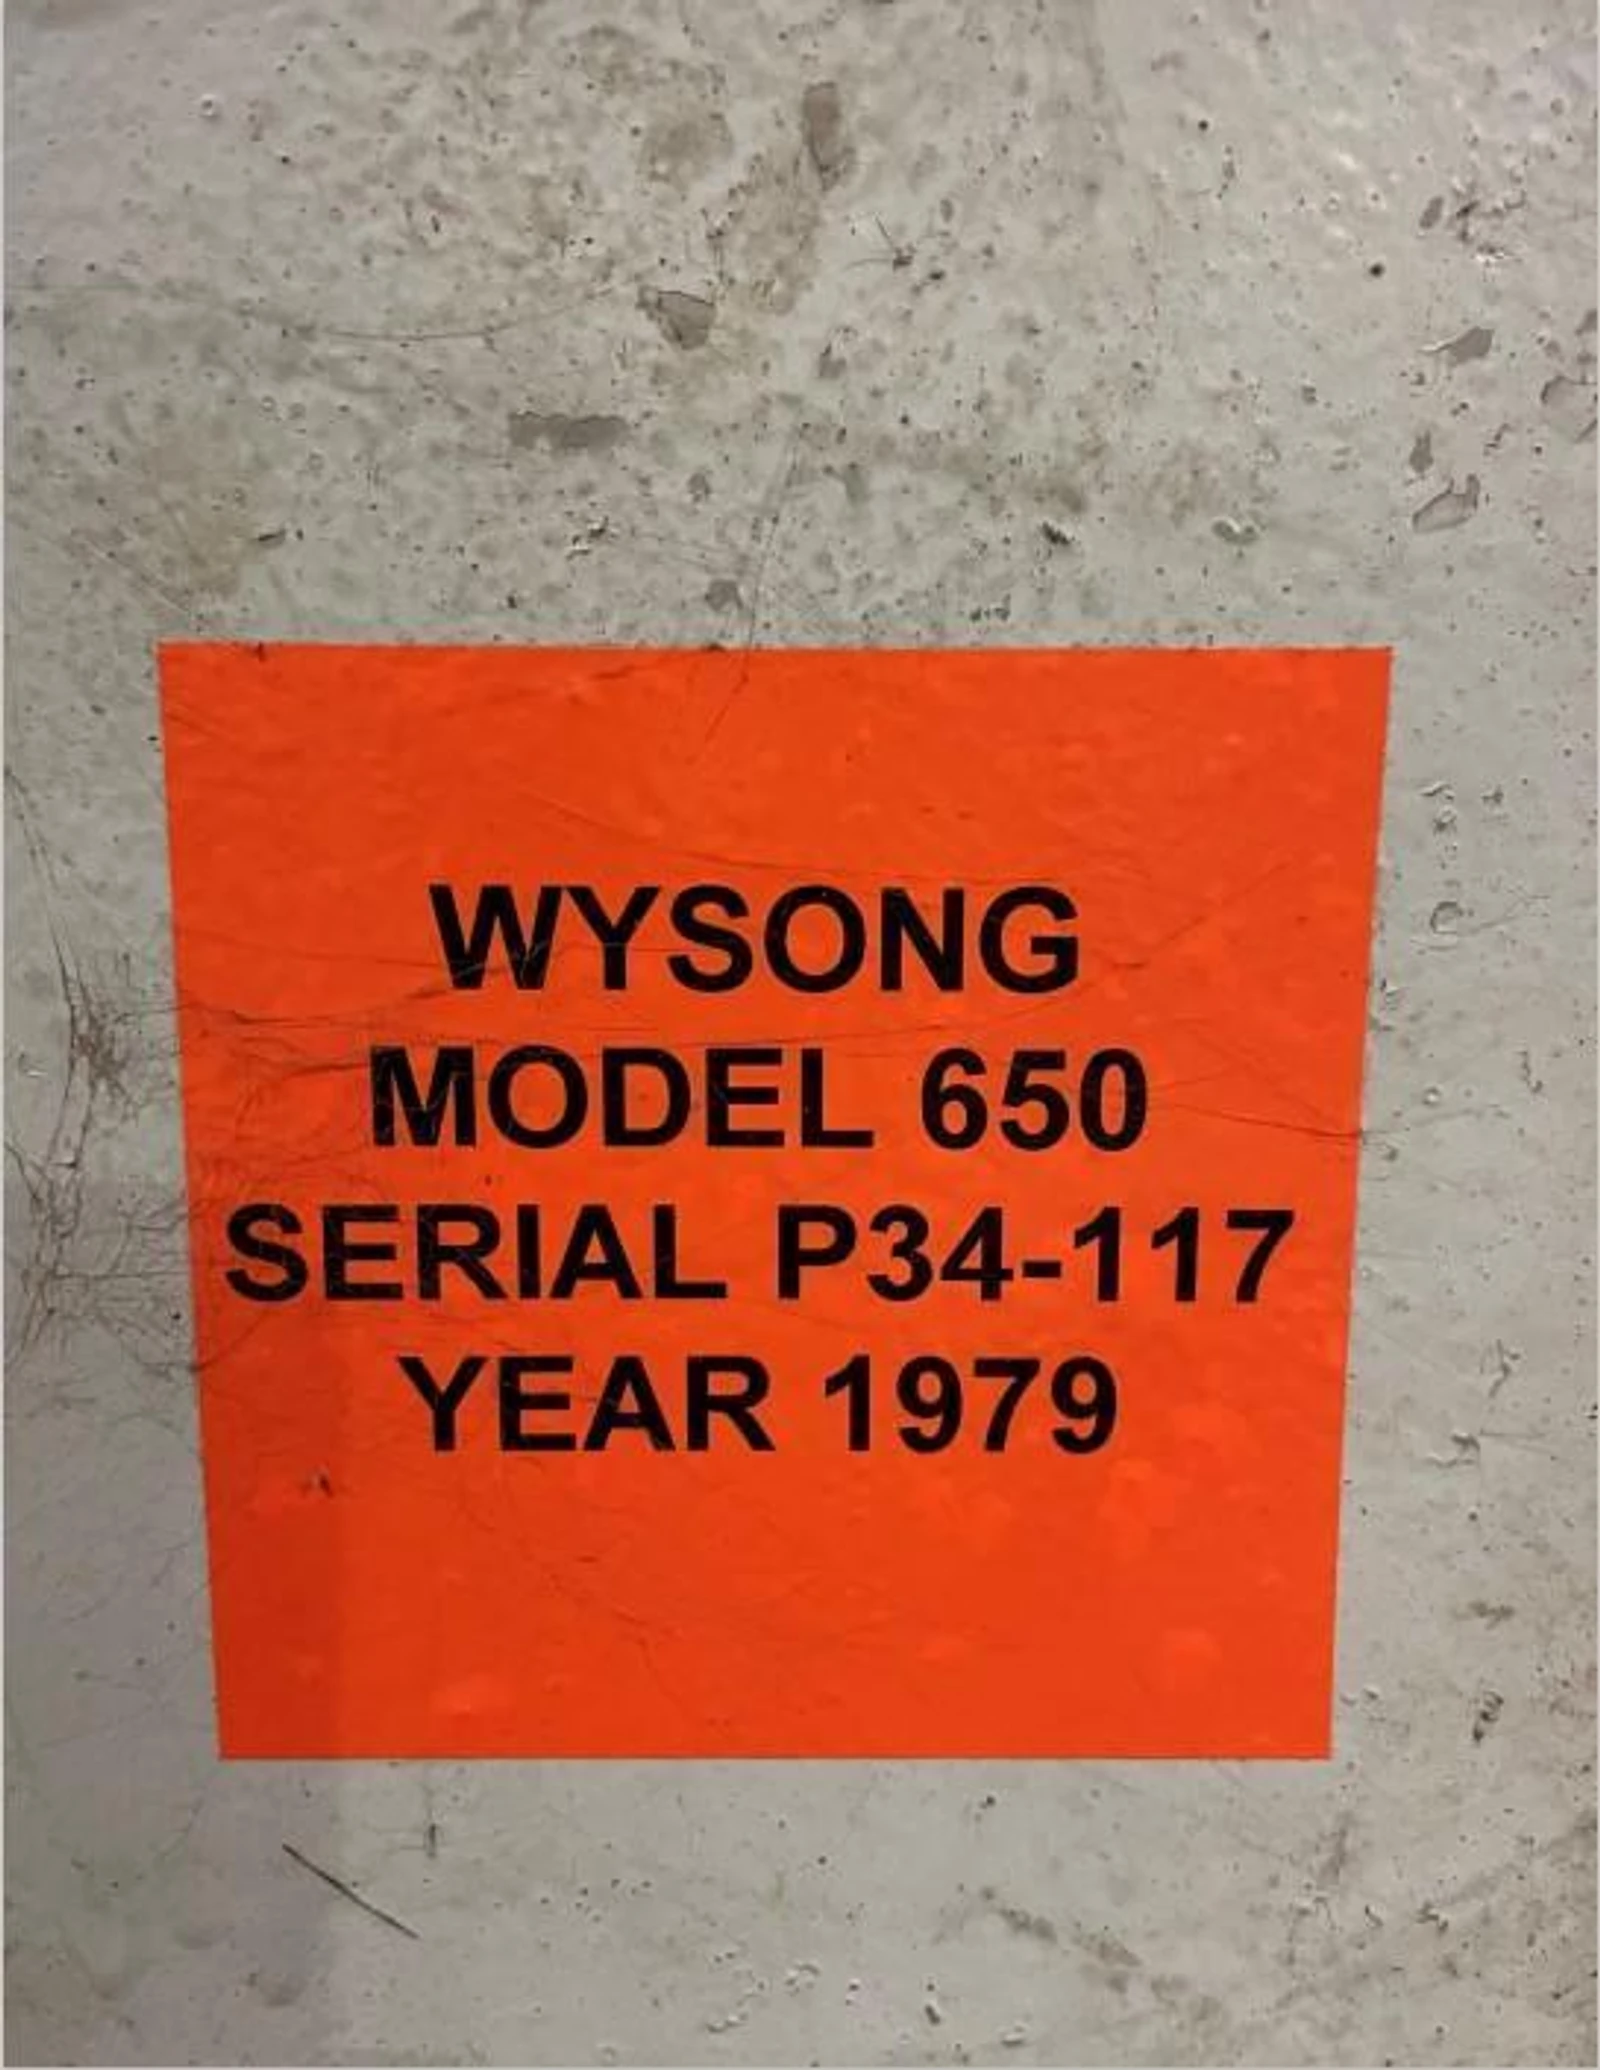 WYSONG
MODEL 650
SERIAL P34-117
YEAR 1979